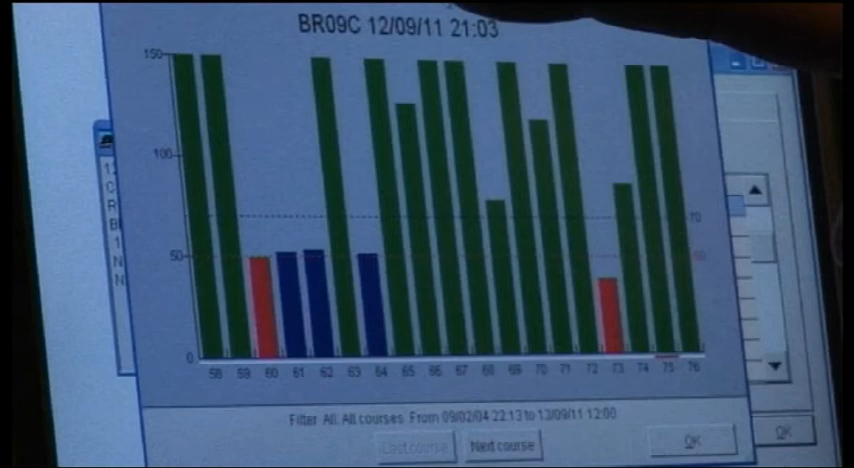 BR09C 12/09/11 21:03
150
100
70
50
0
58 59 60 61 62 63 64 65 66 67 68 69 70 71 72 73 74 75 76
Filter All. All courses. From 09/02/04 22:13 to 13/09/11 12:00
Last course Next course OK
OK